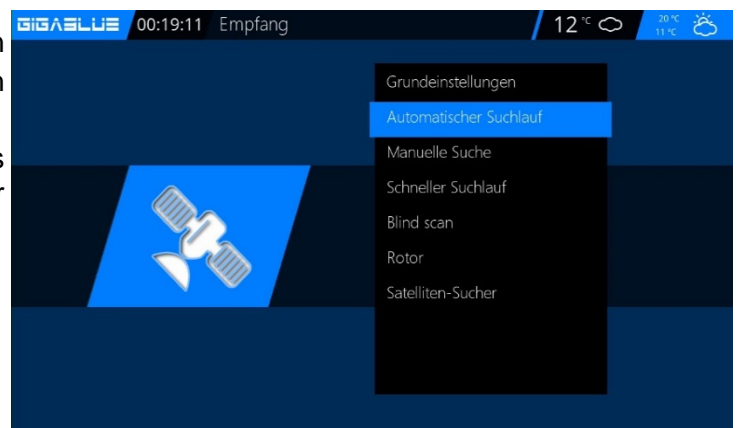 GIGABLUE 00:19:11 Empfang 12 °C 20 °C
11 °C
n
n
s
r
Grundeinstellungen
Automatischer Suchlauf
Manuelle Suche
Schneller Suchlauf
Blind scan
Rotor
Satelliten-Sucher